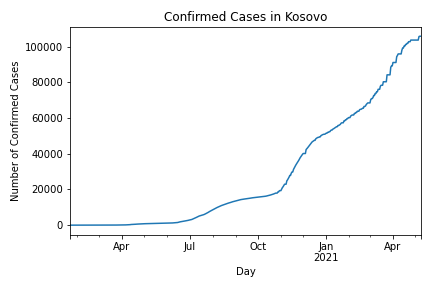 Confirmed Cases in Kosovo
Number of Confirmed Cases
100000
80000
60000
40000
20000
0
Apr
Jul
Oct
Jan
2021
Apr
Day